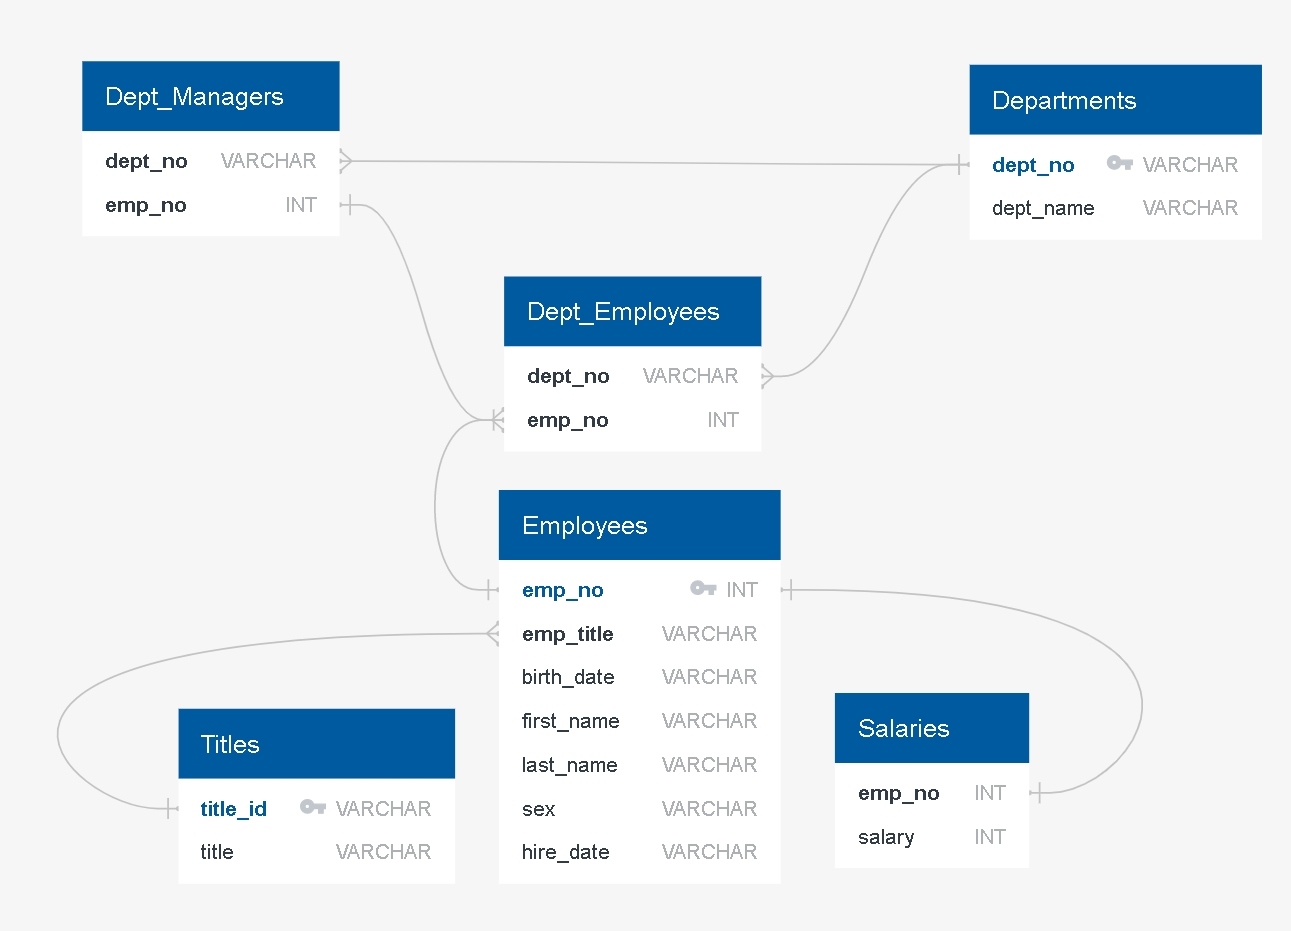 Dept_Managers
dept_no VARCHAR
emp_no INT
Departments
dept_no VARCHAR
dept_name VARCHAR
Dept_Employees
dept_no VARCHAR
emp_no INT
Employees
emp_no INT
emp_title VARCHAR
birth_date VARCHAR
first_name VARCHAR
last_name VARCHAR
sex VARCHAR
hire_date VARCHAR
Titles
title_id VARCHAR
title VARCHAR
Salaries
emp_no INT
salary INT